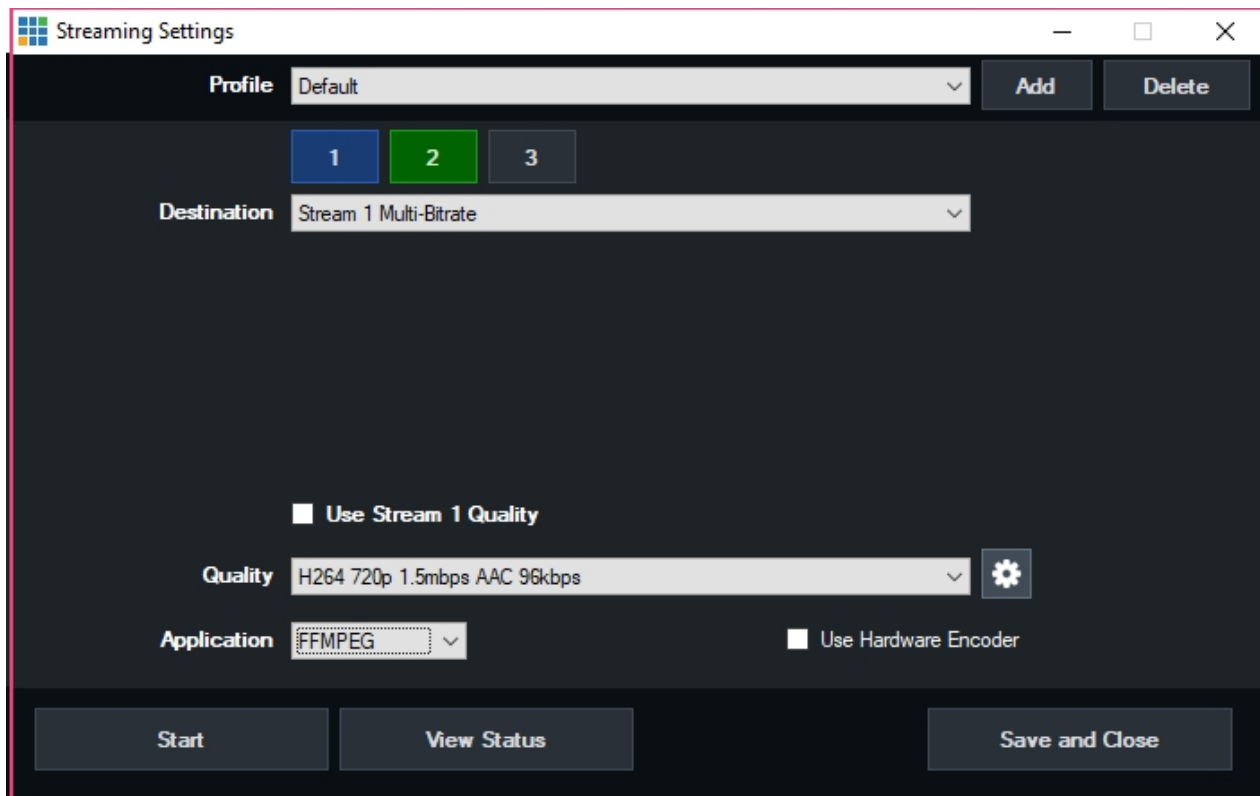 Streaming Settings
Profile Default Add Delete
1 2 3
Destination Stream 1 Multi-Bitrate
Use Stream 1 Quality
Quality H264 720p 1.5mbps AAC 96kbps
Application FFMPEG Use Hardware Encoder
Start View Status Save and Close